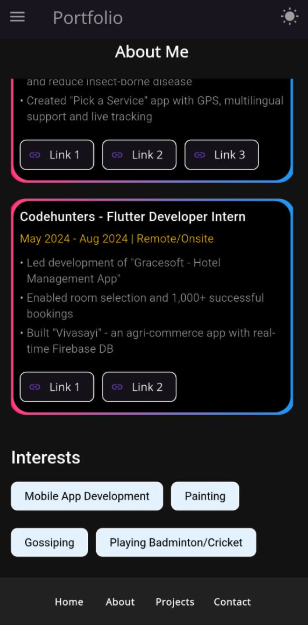 Portfolio
About Me
and reduce insect-borne disease
• Created "Pick a Service" app with GPS, multilingual
support and live tracking
Link 1 Link 2 Link 3
Codehunters - Flutter Developer Intern
May 2024 - Aug 2024 | Remote/Onsite
• Led development of "Gracesoft - Hotel
Management App"
• Enabled room selection and 1,000+ successful
bookings
• Built "Vivasayi" - an agri-commerce app with real-
time Firebase DB
Link 1 Link 2
Interests
Mobile App Development Painting
Gossiping Playing Badminton/Cricket
Home About Projects Contact